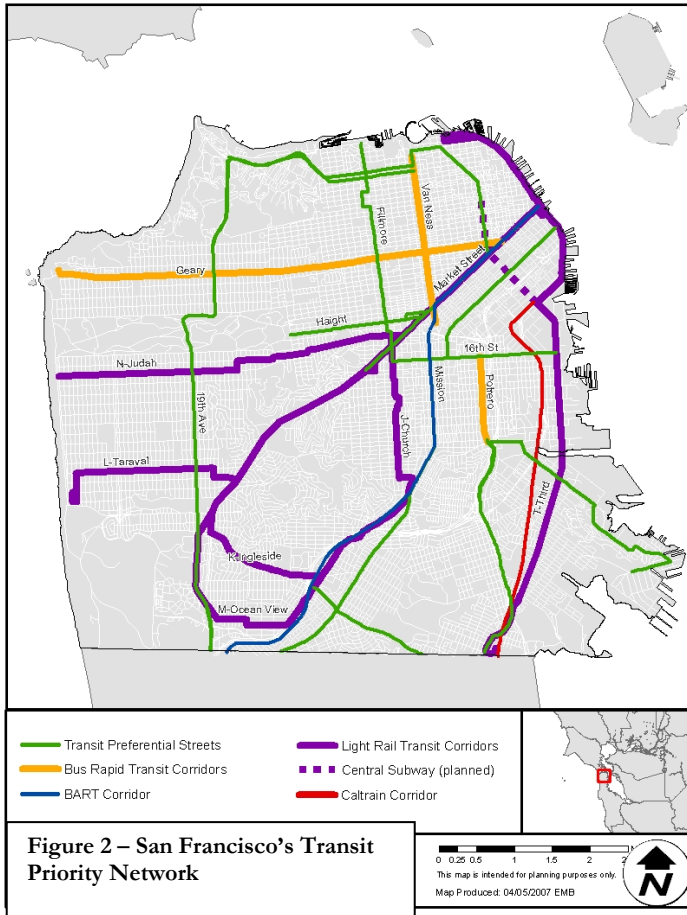 Van Ness
Fillmore
Market Street
Geary
Haight
16th St
N-Judah
Mission
Potrero
19th Ave
J-Church
L-Taraval
T-Third
K-Ingleside
M-Ocean View
Transit Preferential Streets
Bus Rapid Transit Corridors
BART Corridor
Light Rail Transit Corridors
Central Subway (planned)
Caltrain Corridor
Figure 2 – San Francisco's Transit
Priority Network
0 0.25 0.5 1 1.5 2
This map is intended for planning purposes only.
Map Produced: 04/05/2007 EMB
N